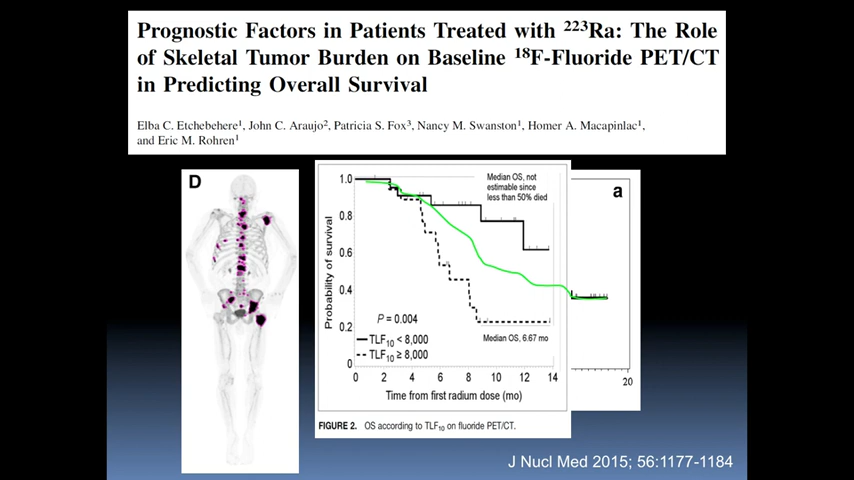 Prognostic Factors in Patients Treated with ²²³Ra: The Role
of Skeletal Tumor Burden on Baseline ¹⁸F-Fluoride PET/CT
in Predicting Overall Survival
Elba C. Etchebehere¹, John C. Araujo², Patricia S. Fox³, Nancy M. Swanston¹, Homer A. Macapinlac¹,
and Eric M. Rohren¹
D
Probability of survival
1.0
0.8
0.6
0.4
0.2
0
Median OS, not
estimable since
less than 50% died
P = 0.004
TLF₁₀ < 8,000
TLF₁₀ ≥ 8,000
Median OS, 6.67 mo
0 2 4 6 8 10 12 14
Time from first radium dose (mo)
FIGURE 2. OS according to TLF₁₀ on fluoride PET/CT.
a
20
J Nucl Med 2015; 56:1177-1184